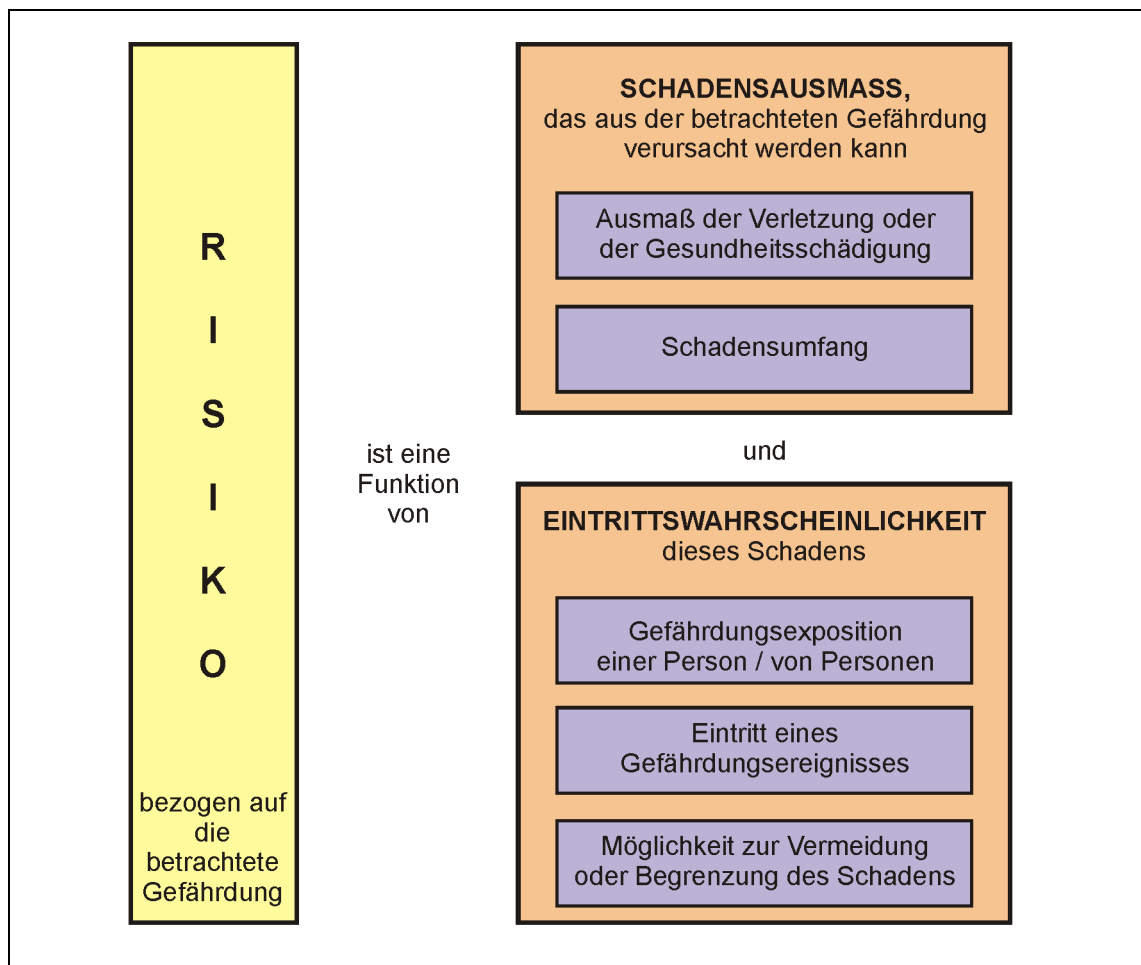 R
I
S
I
K
O
bezogen auf
die
betrachtete
Gefährdung
ist eine
Funktion
von
SCHADENSAUSMASS,
das aus der betrachteten Gefährdung
verursacht werden kann
Ausmaß der Verletzung oder
der Gesundheitsschädigung
Schadensumfang
und
EINTRITTSWAHRSCHEINLICHKEIT
dieses Schadens
Gefährdungsexposition
einer Person / von Personen
Eintritt eines
Gefährdungsereignisses
Möglichkeit zur Vermeidung
oder Begrenzung des Schadens